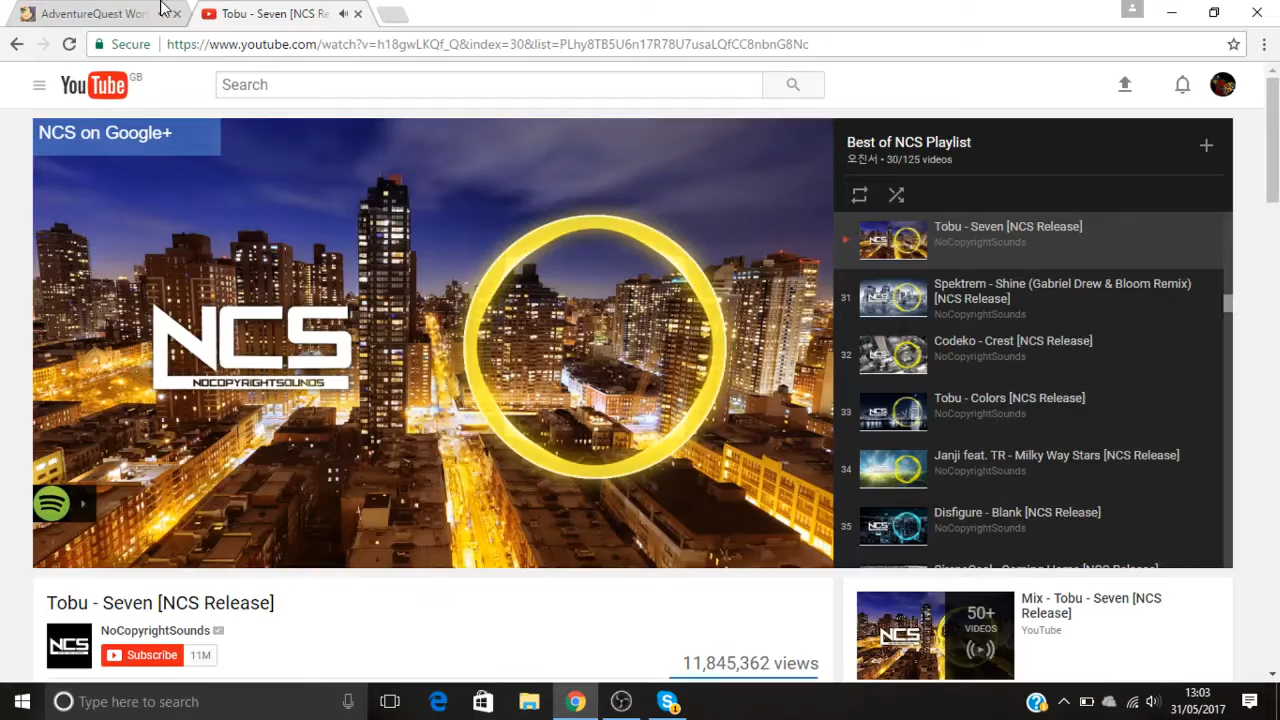 AdventureQuest Wor
Tobu - Seven [NCS Re
Secure
https://www.youtube.com/watch?v=h18gwLKQf_Q&index=30&list=PLhy8TB5U6n17R78U7usaLQfCC8nbnG8Nc
YouTube GB
Search
NCS on Google+
NCS
NOCOPYRIGHTSOUNDS
Best of NCS Playlist
오진서 • 30/125 videos
Tobu - Seven [NCS Release]
NoCopyrightSounds
31
Spektrem - Shine (Gabriel Drew & Bloom Remix)
[NCS Release]
NoCopyrightSounds
32
Codeko - Crest [NCS Release]
NoCopyrightSounds
33
Tobu - Colors [NCS Release]
NoCopyrightSounds
34
Janji feat. TR - Milky Way Stars [NCS Release]
NoCopyrightSounds
35
Disfigure - Blank [NCS Release]
NoCopyrightSounds
Tobu - Seven [NCS Release]
NCS
NoCopyrightSounds
Subscribe 11M
11,845,362 views
NCS
50+
VIDEOS
Mix - Tobu - Seven [NCS
Release]
YouTube
Type here to search
13:03
31/05/2017